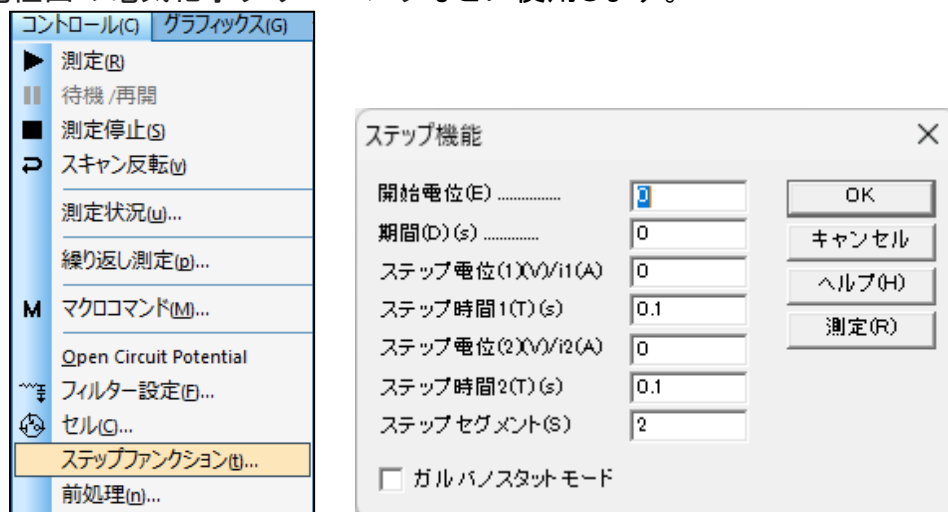 コントロール(C) グラフィックス(G)
測定(R)
待機 /再開
測定停止(S)
スキャン反転(v)
測定状況(u)...
繰り返し測定(p)...
M マクロコマンド(M)...
Open Circuit Potential
フィルター設定(F)...
セル(C)...
ステップファンクション(t)...
前処理(n)...
ステップ機能
開始電位(E) ............... 0
期間(D)(s) ............. 0
ステップ電位(1)(V)/i1(A) 0
ステップ時間1(T)(s) 0.1
ステップ電位(2)(V)/i2(A) 0
ステップ時間2(T)(s) 0.1
ステップセグメント(S) 2
ガルバノスタットモード
OK
キャンセル
ヘルプ(H)
測定(R)